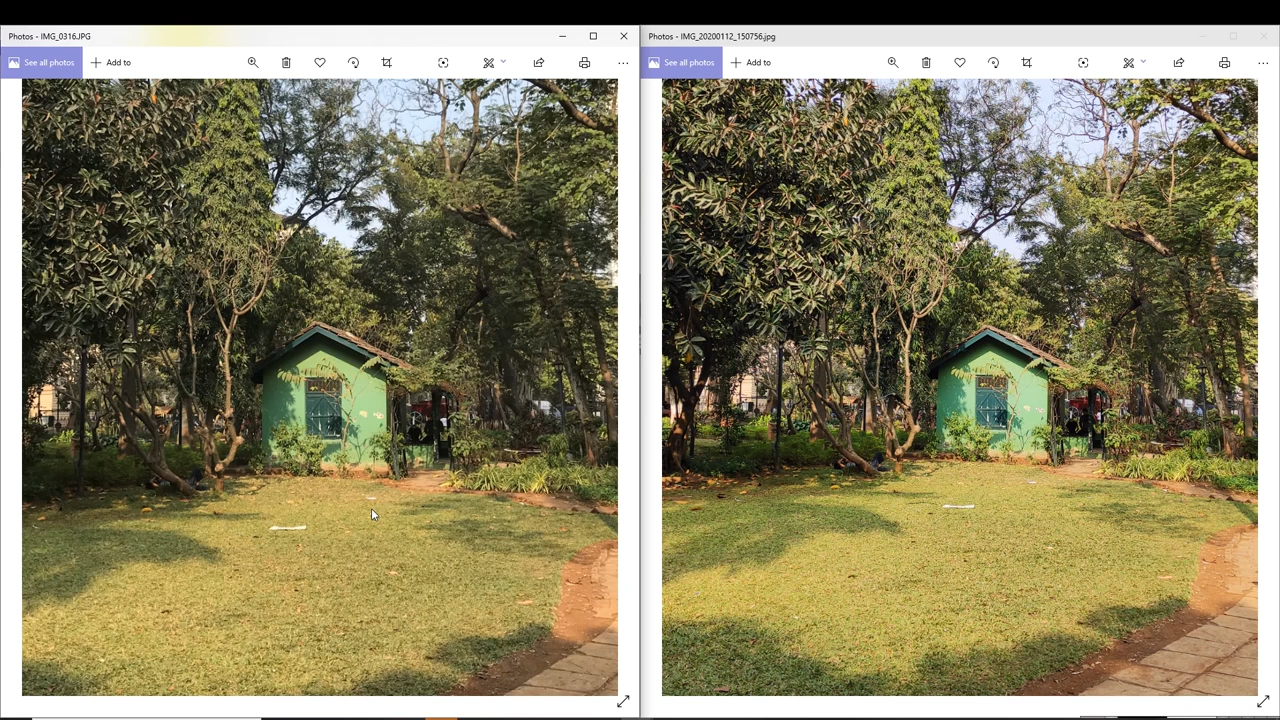 Photos - IMG_0316.JPG
See all photos
Add to
Photos - IMG_20200112_150756.jpg
See all photos
Add to